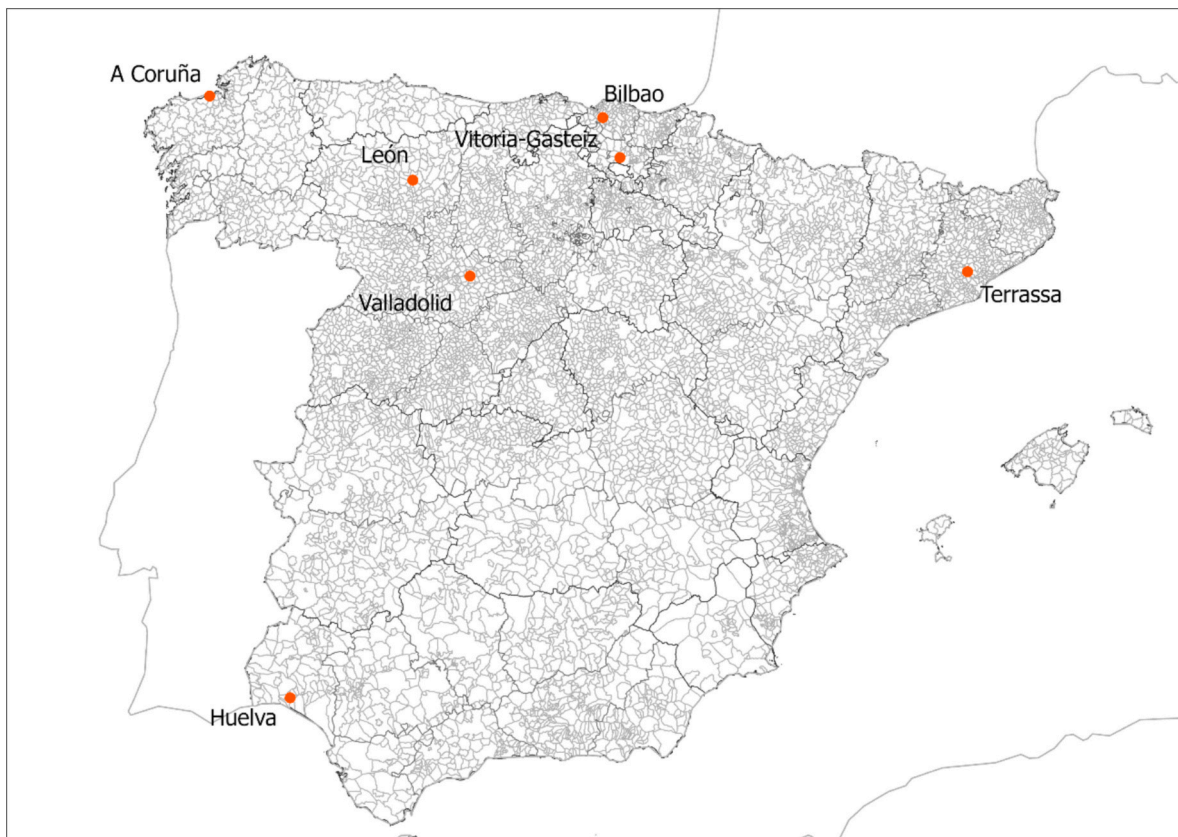 A Coruña
Bilbao
Vitoria-Gasteiz
León
Valladolid
Terrassa
Huelva